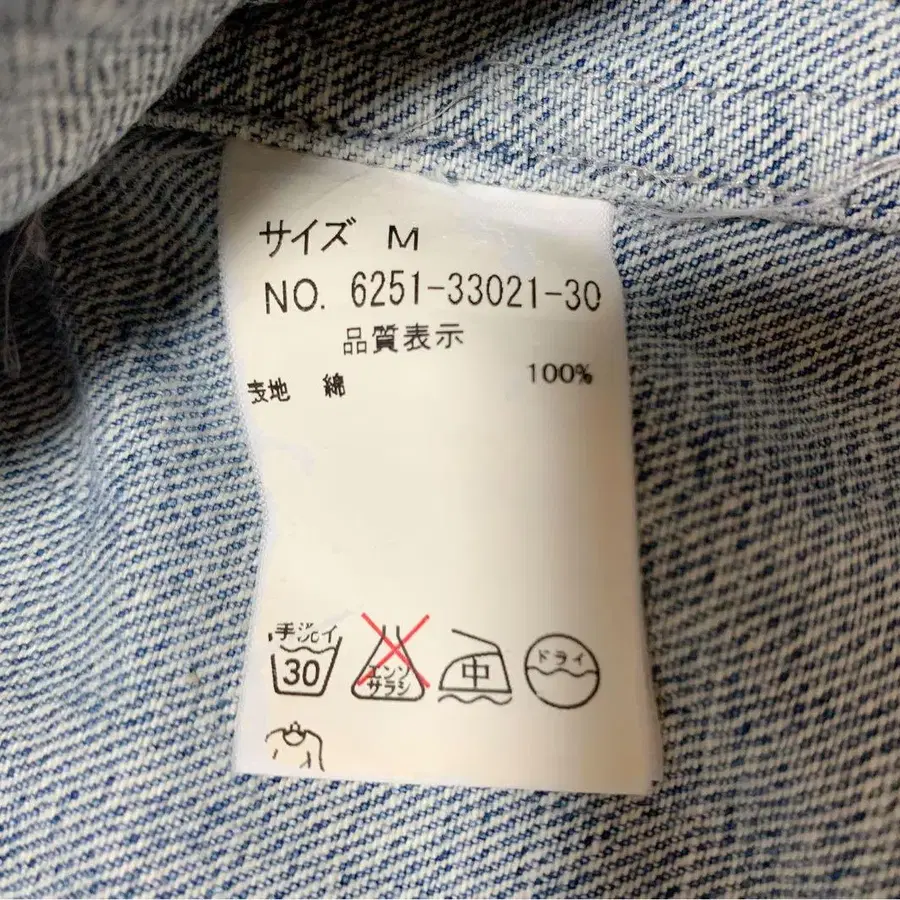 サイズ M
NO. 6251-33021-30
品質表示
表地 綿 100%
手洗イ
30
エンソ
サラシ
中
ドライ